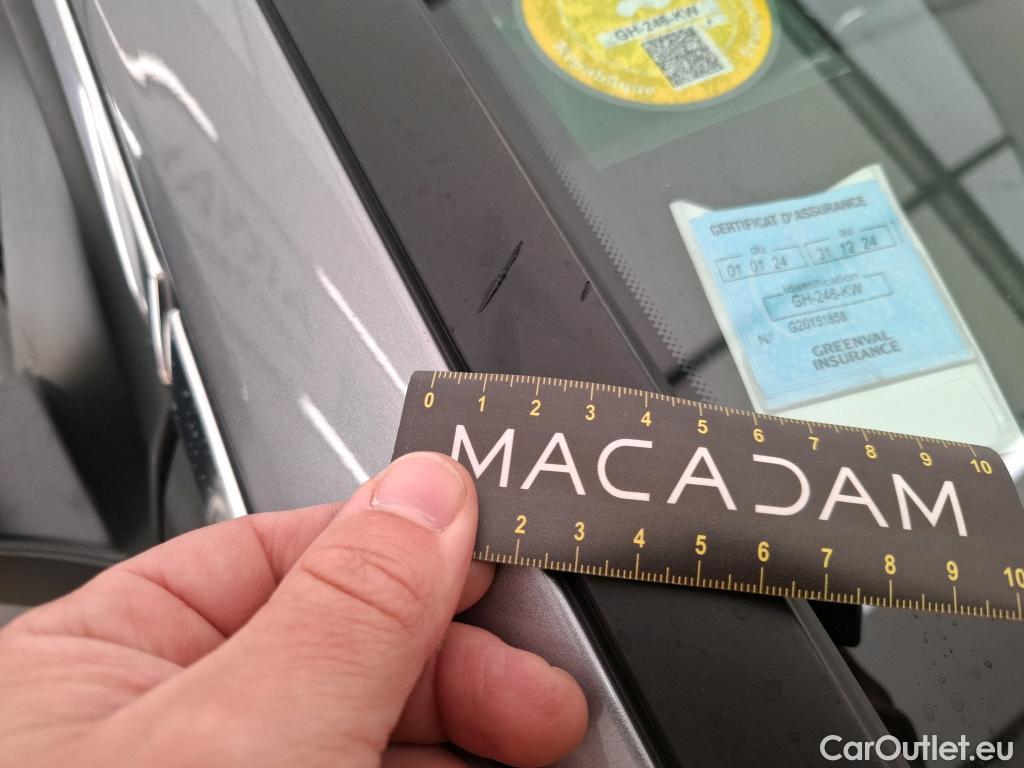 GH-246-KW
CERTIFICAT D'ASSURANCE
du
au
01 01 24
31 12 24
Identification
GH-246-KW
N° G20151858
GREENVAL
INSURANCE
0 1 2 3 4 5 6 7 8 9 10
MACADAM
2 3 4 5 6 7 8 9 10
CarOutlet.eu